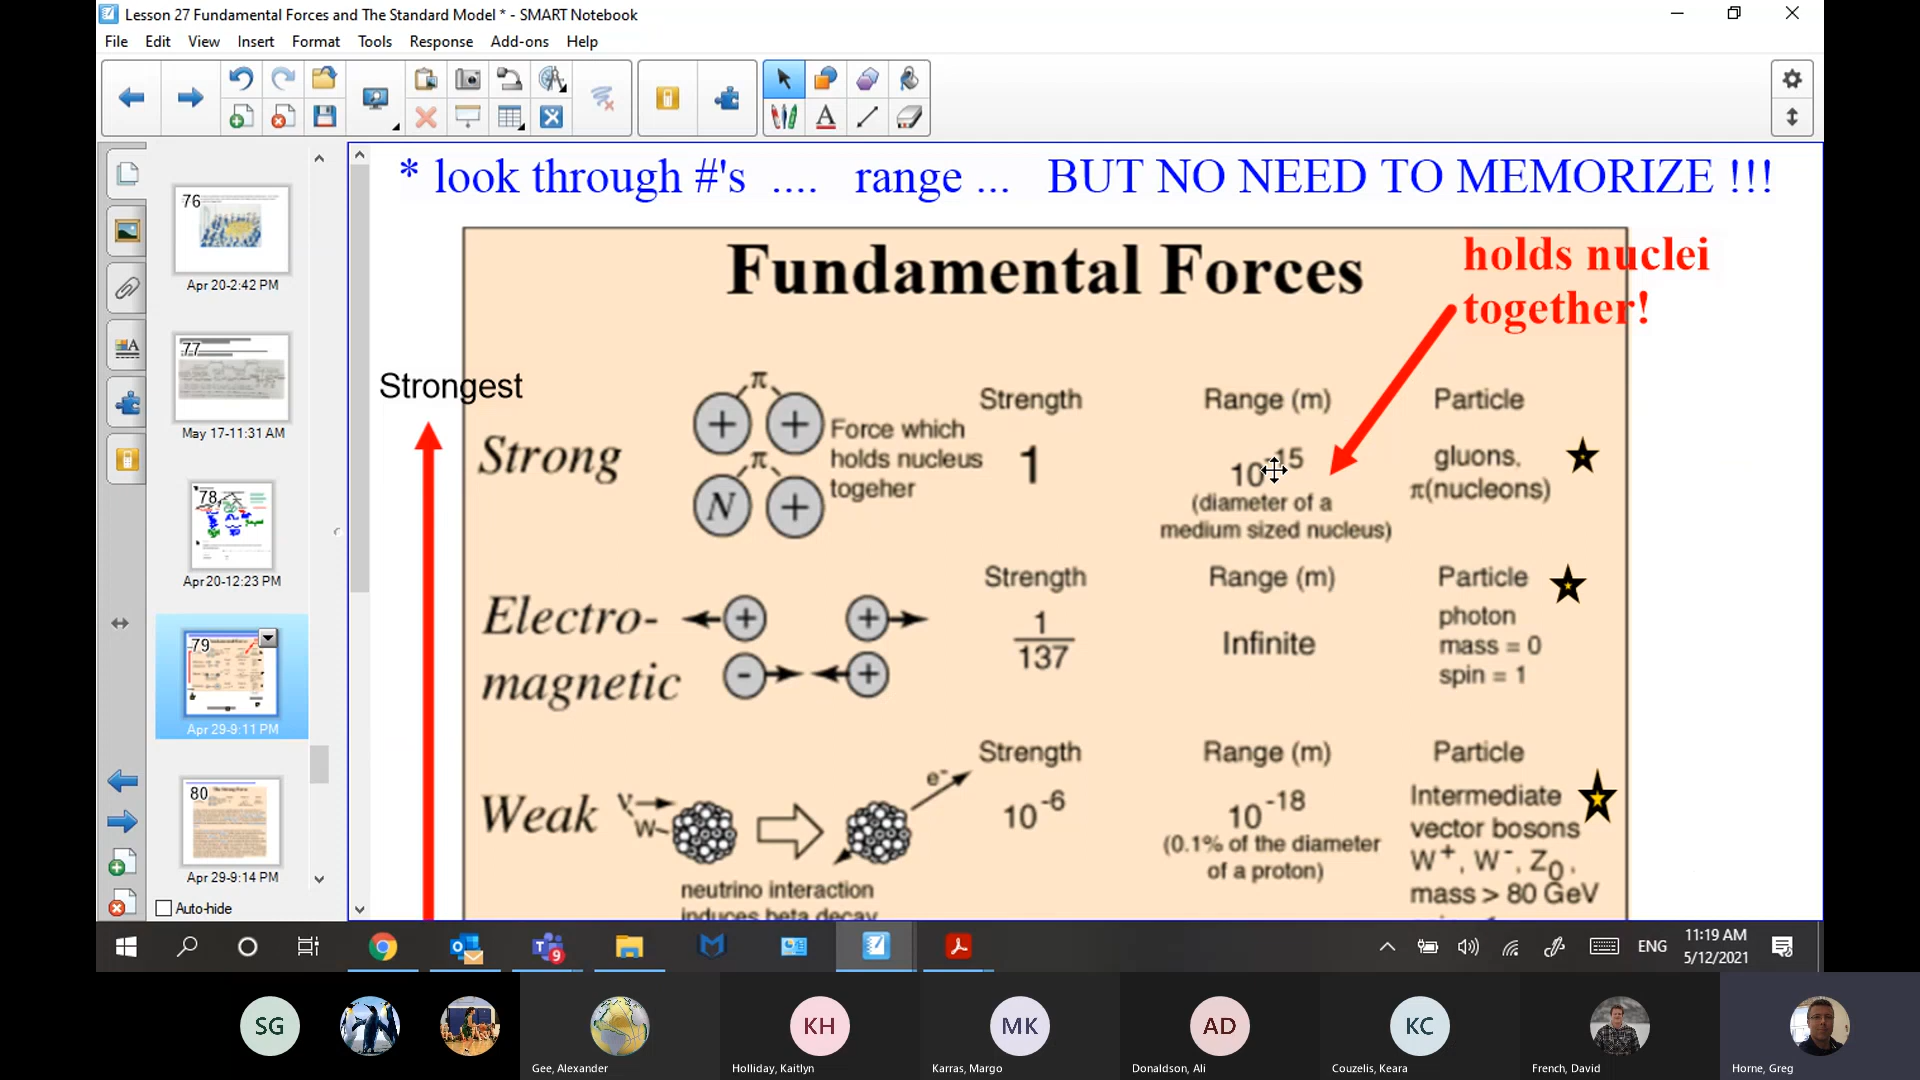 Lesson 27 Fundamental Forces and The Standard Model * - SMART Notebook
File Edit View Insert Format Tools Response Add-ons Help
* look through #'s .... range ... BUT NO NEED TO MEMORIZE !!!
76
Apr 20-2:42 PM
77
May 17-11:31 AM
78
Apr 20-12:23 PM
79
Apr 29-9:11 PM
80
Apr 29-9:14 PM
Auto-hide
Fundamental Forces
holds nuclei
together!
Strongest
Strong
π
+ +
π
N +
Force which
holds nucleus
togeher
Strength
1
Range (m)
10-15
(diameter of a
medium sized nucleus)
Particle
gluons,
π(nucleons)
Electro-
magnetic
+ +
- +
Strength
1
137
Range (m)
Infinite
Particle
photon
mass = 0
spin = 1
Weak
ν
W
e-
neutrino interaction
induces beta decay
Strength
10-6
Range (m)
10-18
(0.1% of the diameter
of a proton)
Particle
Intermediate
vector bosons
W+, W-, Z0,
mass > 80 GeV
9
ENG
11:19 AM
5/12/2021
SG
KH
MK
AD
KC
Gee, Alexander
Holliday, Kaitlyn
Karras, Margo
Donaldson, Ali
Couzelis, Keara
French, David
Horne, Greg